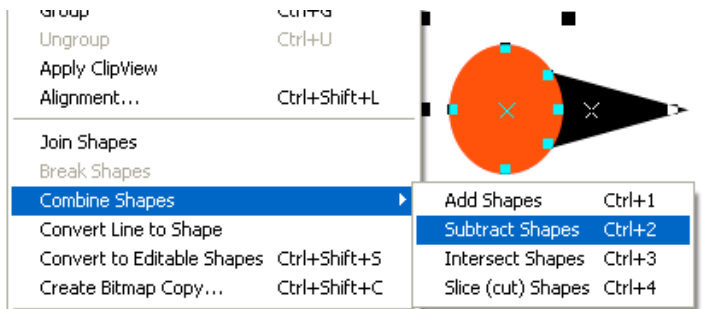 Group Ctrl+G
Ungroup Ctrl+U
Apply ClipView
Alignment... Ctrl+Shift+L
Join Shapes
Break Shapes
Combine Shapes
Convert Line to Shape
Convert to Editable Shapes Ctrl+Shift+S
Create Bitmap Copy... Ctrl+Shift+C
Add Shapes Ctrl+1
Subtract Shapes Ctrl+2
Intersect Shapes Ctrl+3
Slice (cut) Shapes Ctrl+4